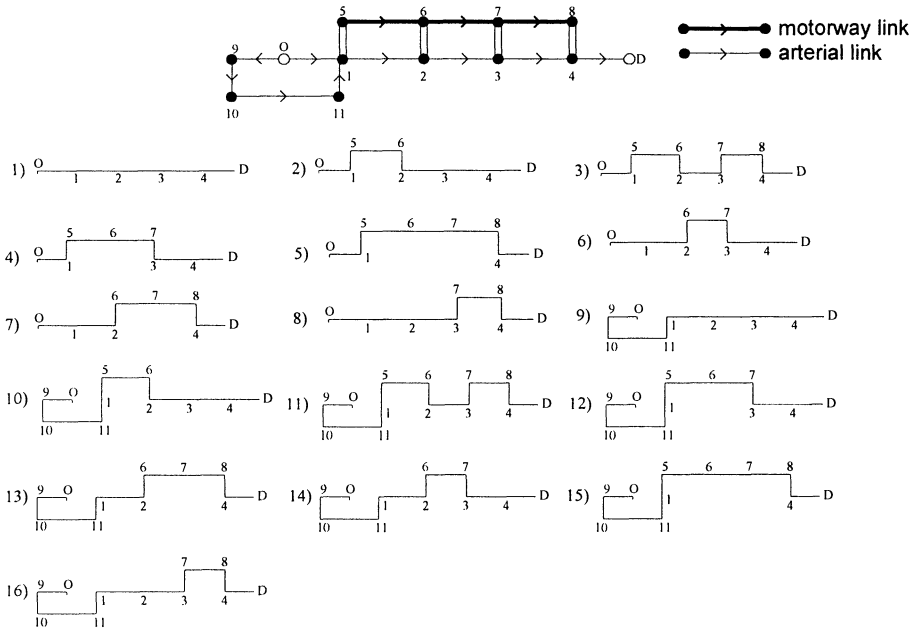 5 6 7 8
motorway link
9 O D
arterial link
1 2 3 4
10 11
1) O 1 2 3 4 D
2) O 5 6 1 2 3 4 D
3) O 5 6 7 8 1 2 3 4 D
4) O 5 6 7 1 3 4 D
5) O 5 6 7 8 1 4 D
6) O 6 7 1 2 3 4 D
7) O 6 7 8 1 2 4 D
8) O 7 8 1 2 3 4 D
9) 9 O 10 11 1 2 3 4 D
10) 9 O 10 11 5 6 1 2 3 4 D
11) 9 O 10 11 5 6 7 8 1 2 3 4 D
12) 9 O 10 11 5 6 7 1 3 4 D
13) 9 O 10 11 6 7 8 1 2 4 D
14) 9 O 10 11 6 7 1 2 3 4 D
15) 9 O 10 11 5 6 7 8 1 4 D
16) 9 O 10 11 7 8 1 2 3 4 D